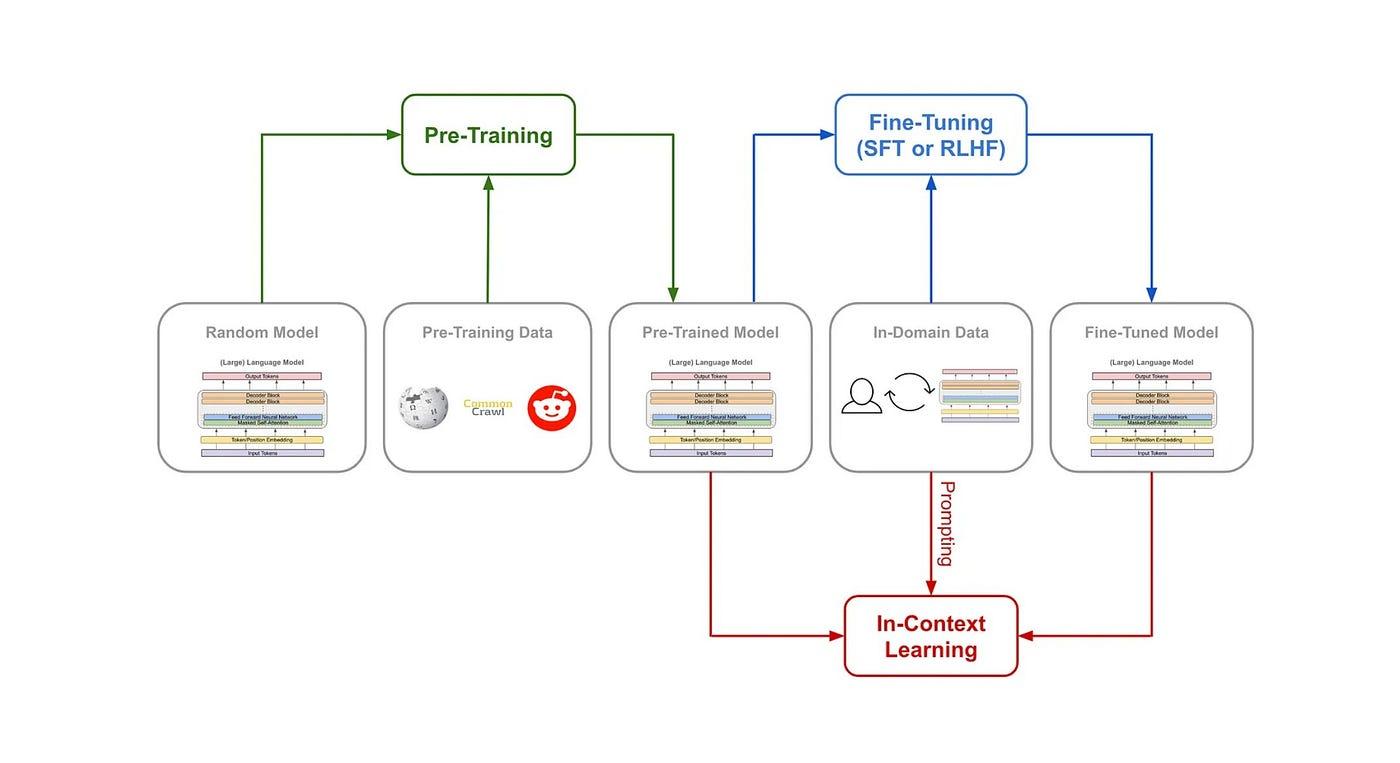 Pre-Training
Fine-Tuning
(SFT or RLHF)
Random Model
(Large) Language Model
Output Tokens
Decoder Block
Decoder Block
Feed Forward Neural Network
Masked Self-Attention
Token/Position Embedding
Input Tokens
Pre-Training Data
Common
Crawl
Pre-Trained Model
(Large) Language Model
Output Tokens
Decoder Block
Decoder Block
Feed Forward Neural Network
Masked Self-Attention
Token/Position Embedding
Input Tokens
In-Domain Data
Fine-Tuned Model
(Large) Language Model
Output Tokens
Decoder Block
Decoder Block
Feed Forward Neural Network
Masked Self-Attention
Token/Position Embedding
Input Tokens
Prompting
In-Context
Learning